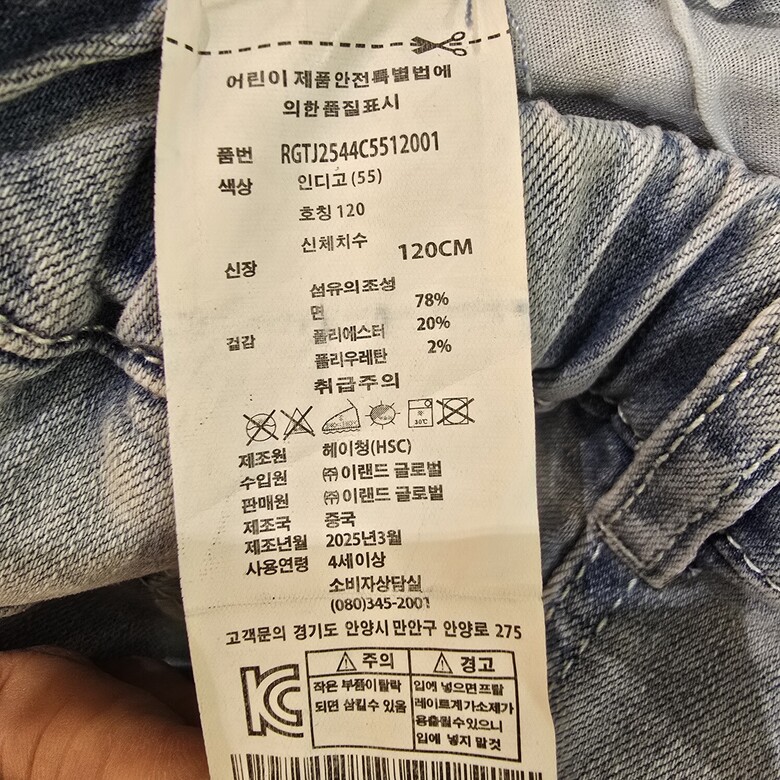 어린이 제품안전특별법에
의한품질표시
품번 RGTJ2544C5512001
색상 인디고(55)
호칭 120
신체치수
신장 120CM
섬유의조성
면 78%
겉감 폴리에스터 20%
폴리우레탄 2%
취급주의
30℃
제조원 헤이청(HSC)
수입원 ㈜이랜드 글로벌
판매원 ㈜이랜드 글로벌
제조국 중국
제조년월 2025년3월
사용연령 4세이상
소비자상담실
(080)345-2001
고객문의 경기도 안양시 만안구 안양로 275
주의
작은 부품이탈락
되면 삼킬수 있음
경고
입에 넣으면프탈
레이트계가소제가
용출될수있으니
입에 넣지 말것